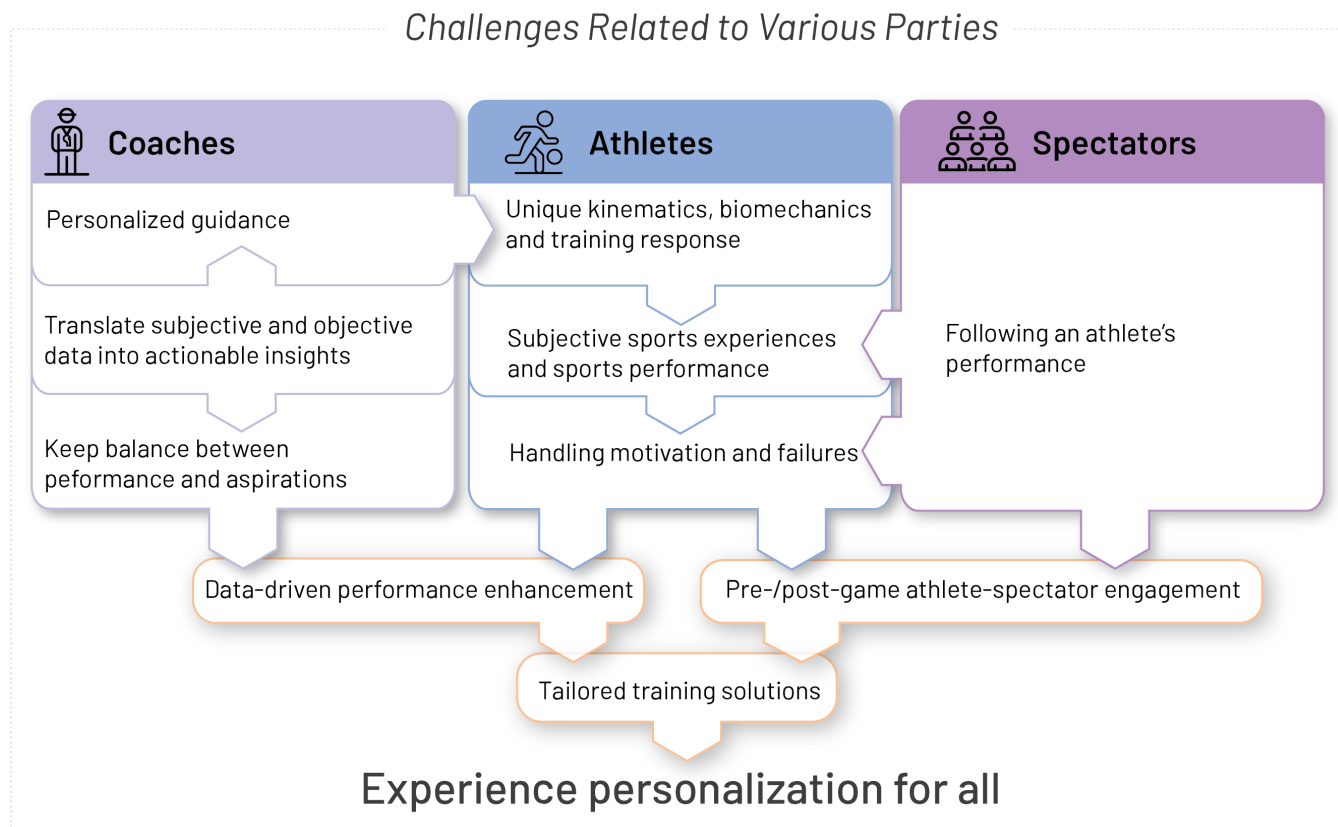 Challenges Related to Various Parties
Coaches
Personalized guidance
Translate subjective and objective
data into actionable insights
Keep balance between
peformance and aspirations
Athletes
Unique kinematics, biomechanics
and training response
Subjective sports experiences
and sports performance
Handling motivation and failures
Spectators
Following an athlete’s
performance
Data-driven performance enhancement
Pre-/post-game athlete-spectator engagement
Tailored training solutions
Experience personalization for all